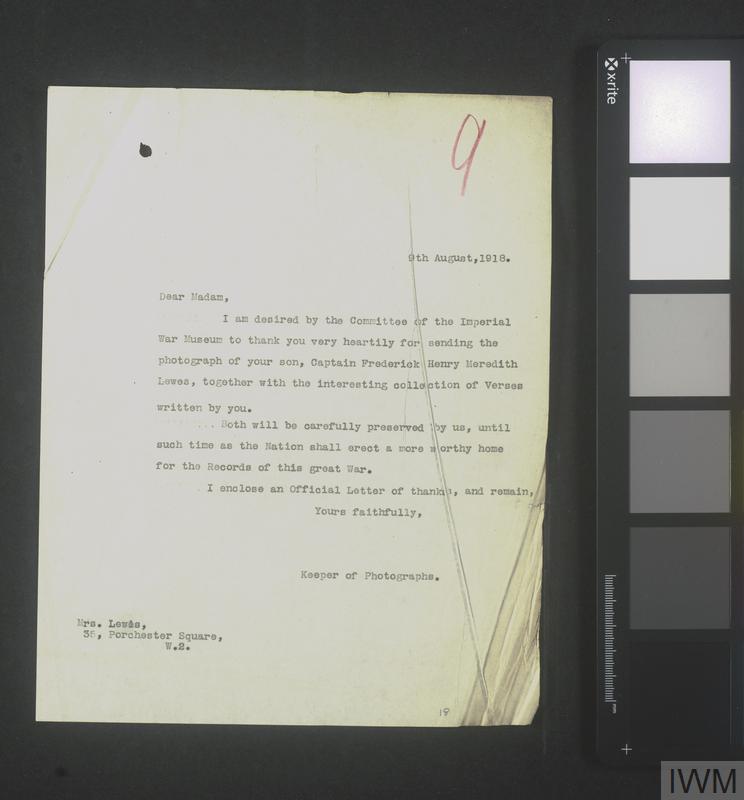 9
9th August,1918.
Dear Madam,
I am desired by the Committee of the Imperial
War Museum to thank you very heartily for sending the
photograph of your son, Captain Frederick Henry Meredith
Lewes, together with the interesting collection of Verses
written by you.
Both will be carefully preserved by us, until
such time as the Nation shall erect a more worthy home
for the Records of this great War.
I enclose an Official Letter of thanks, and remain,
Yours faithfully,
Keeper of Photographs.
Mrs. Lewes,
35, Porchester Square,
W.2.
x-rite
mm
IWM